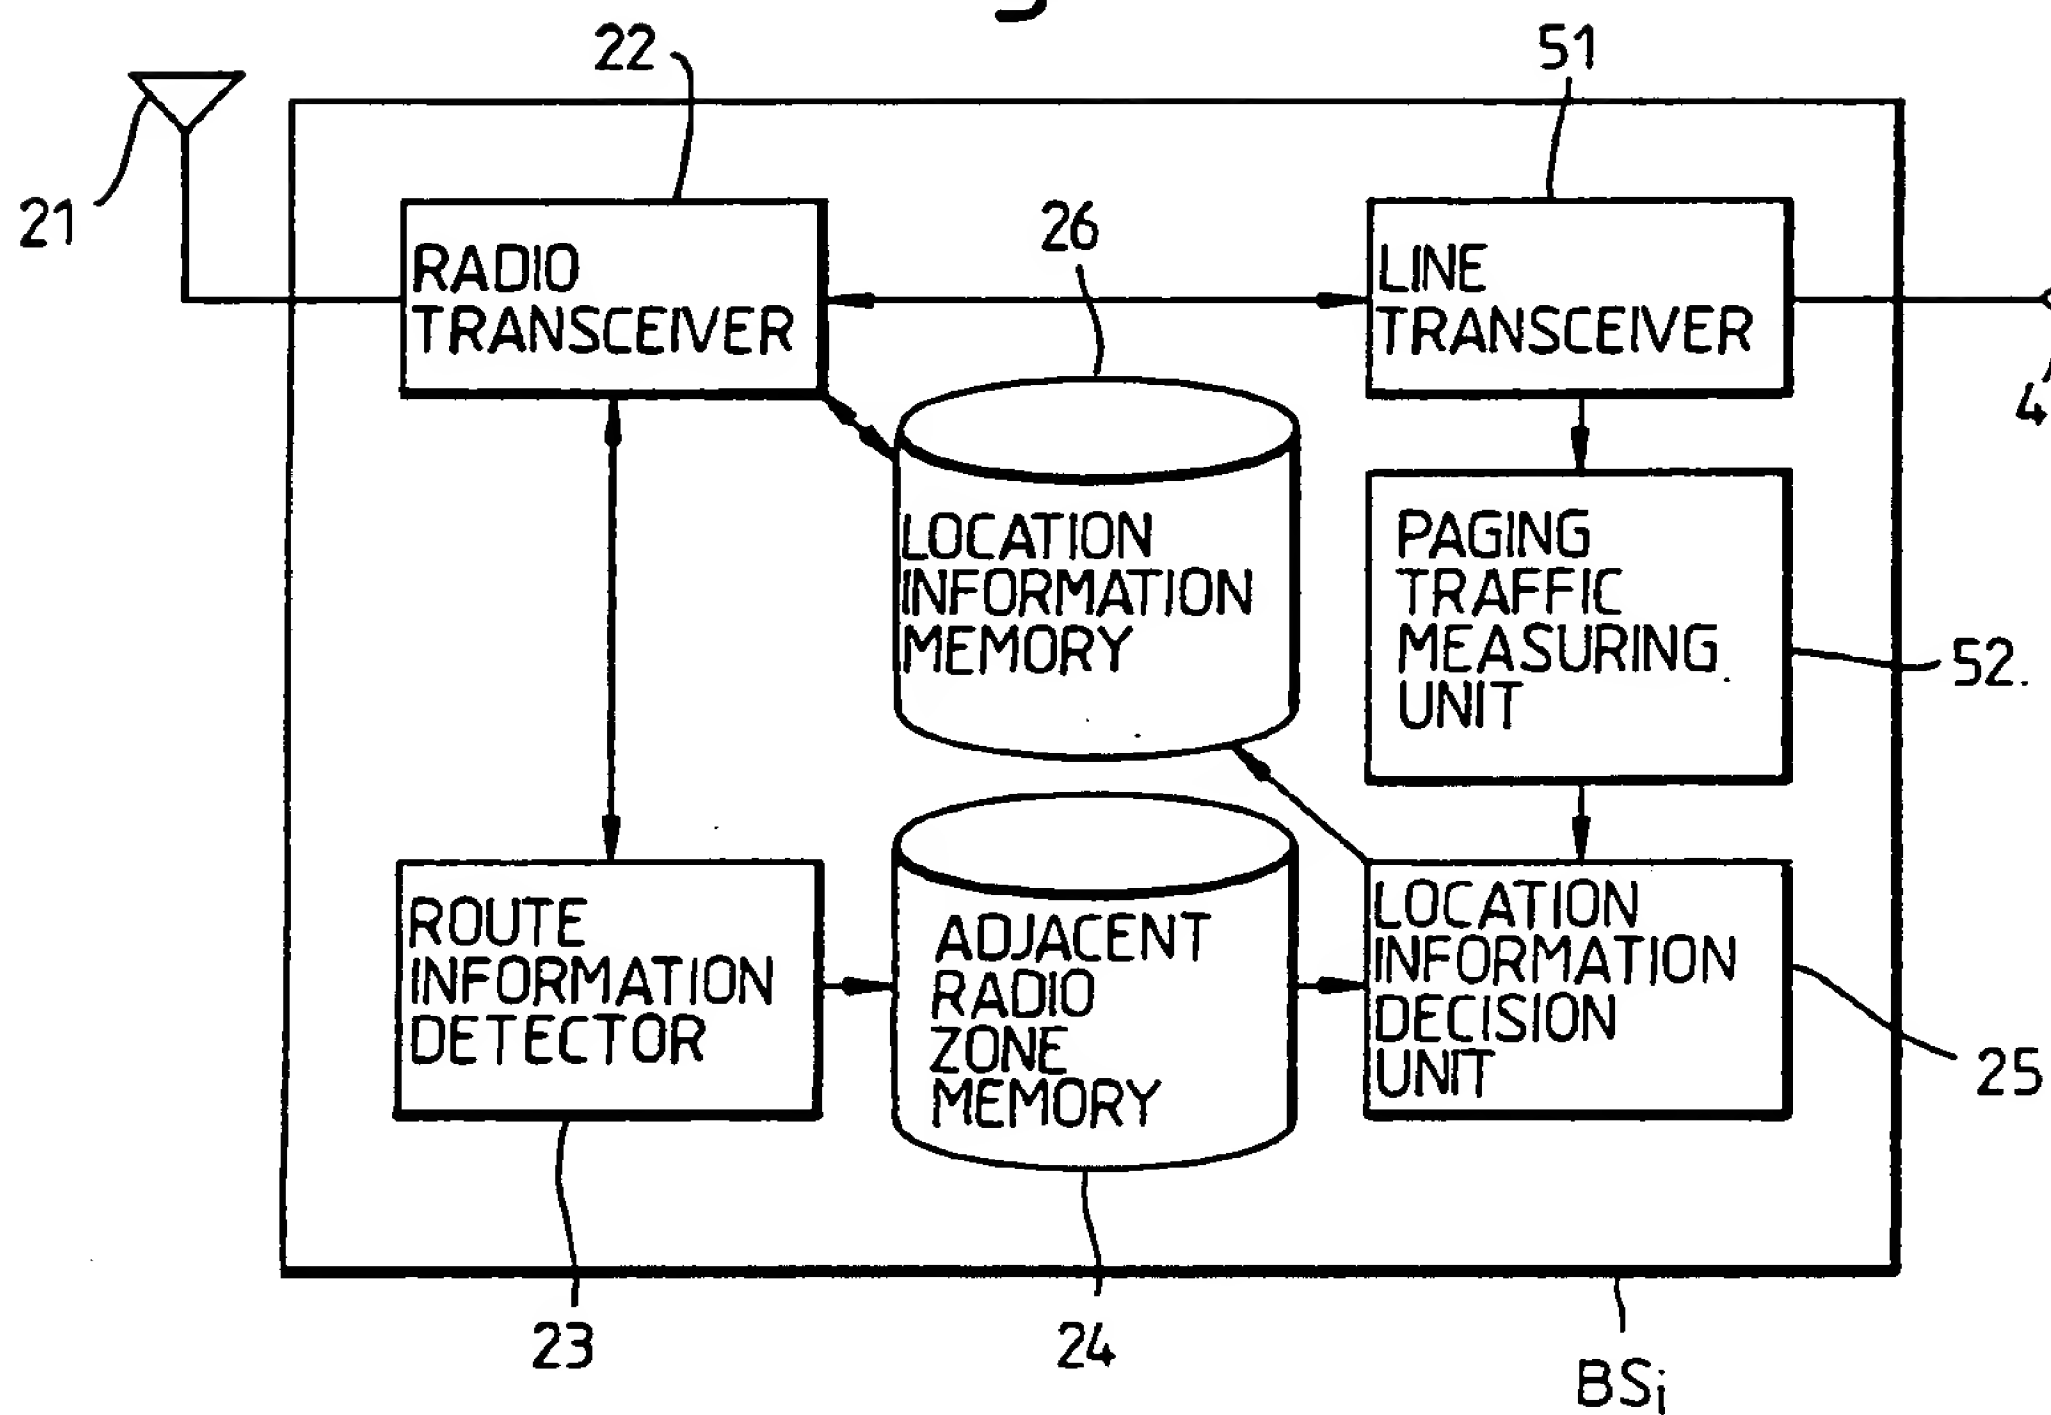 22
51
21
26
RADIO
TRANSCEIVER
LINE
TRANSCEIVER
4
LOCATION
INFORMATION
MEMORY
PAGING
TRAFFIC
MEASURING
UNIT
52.
ROUTE
INFORMATION
DETECTOR
ADJACENT
RADIO
ZONE
MEMORY
LOCATION
INFORMATION
DECISION
UNIT
25
23
24
BSi